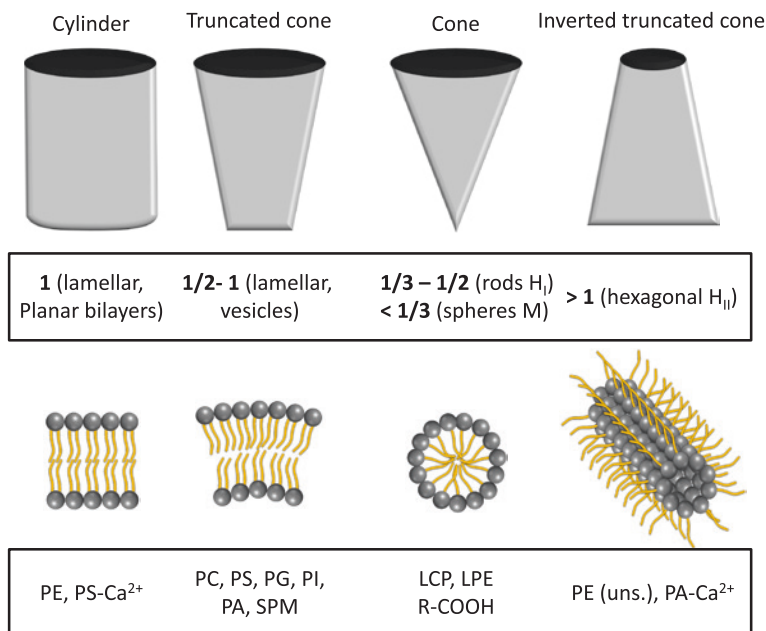 Cylinder
Truncated cone
Cone
Inverted truncated cone
1 (lamellar,
Planar bilayers)
1/2- 1 (lamellar,
vesicles)
1/3 – 1/2 (rods H_I)
< 1/3 (spheres M)
> 1 (hexagonal H_II)
PE, PS-Ca²⁺
PC, PS, PG, PI,
PA, SPM
LCP, LPE
R-COOH
PE (uns.), PA-Ca²⁺